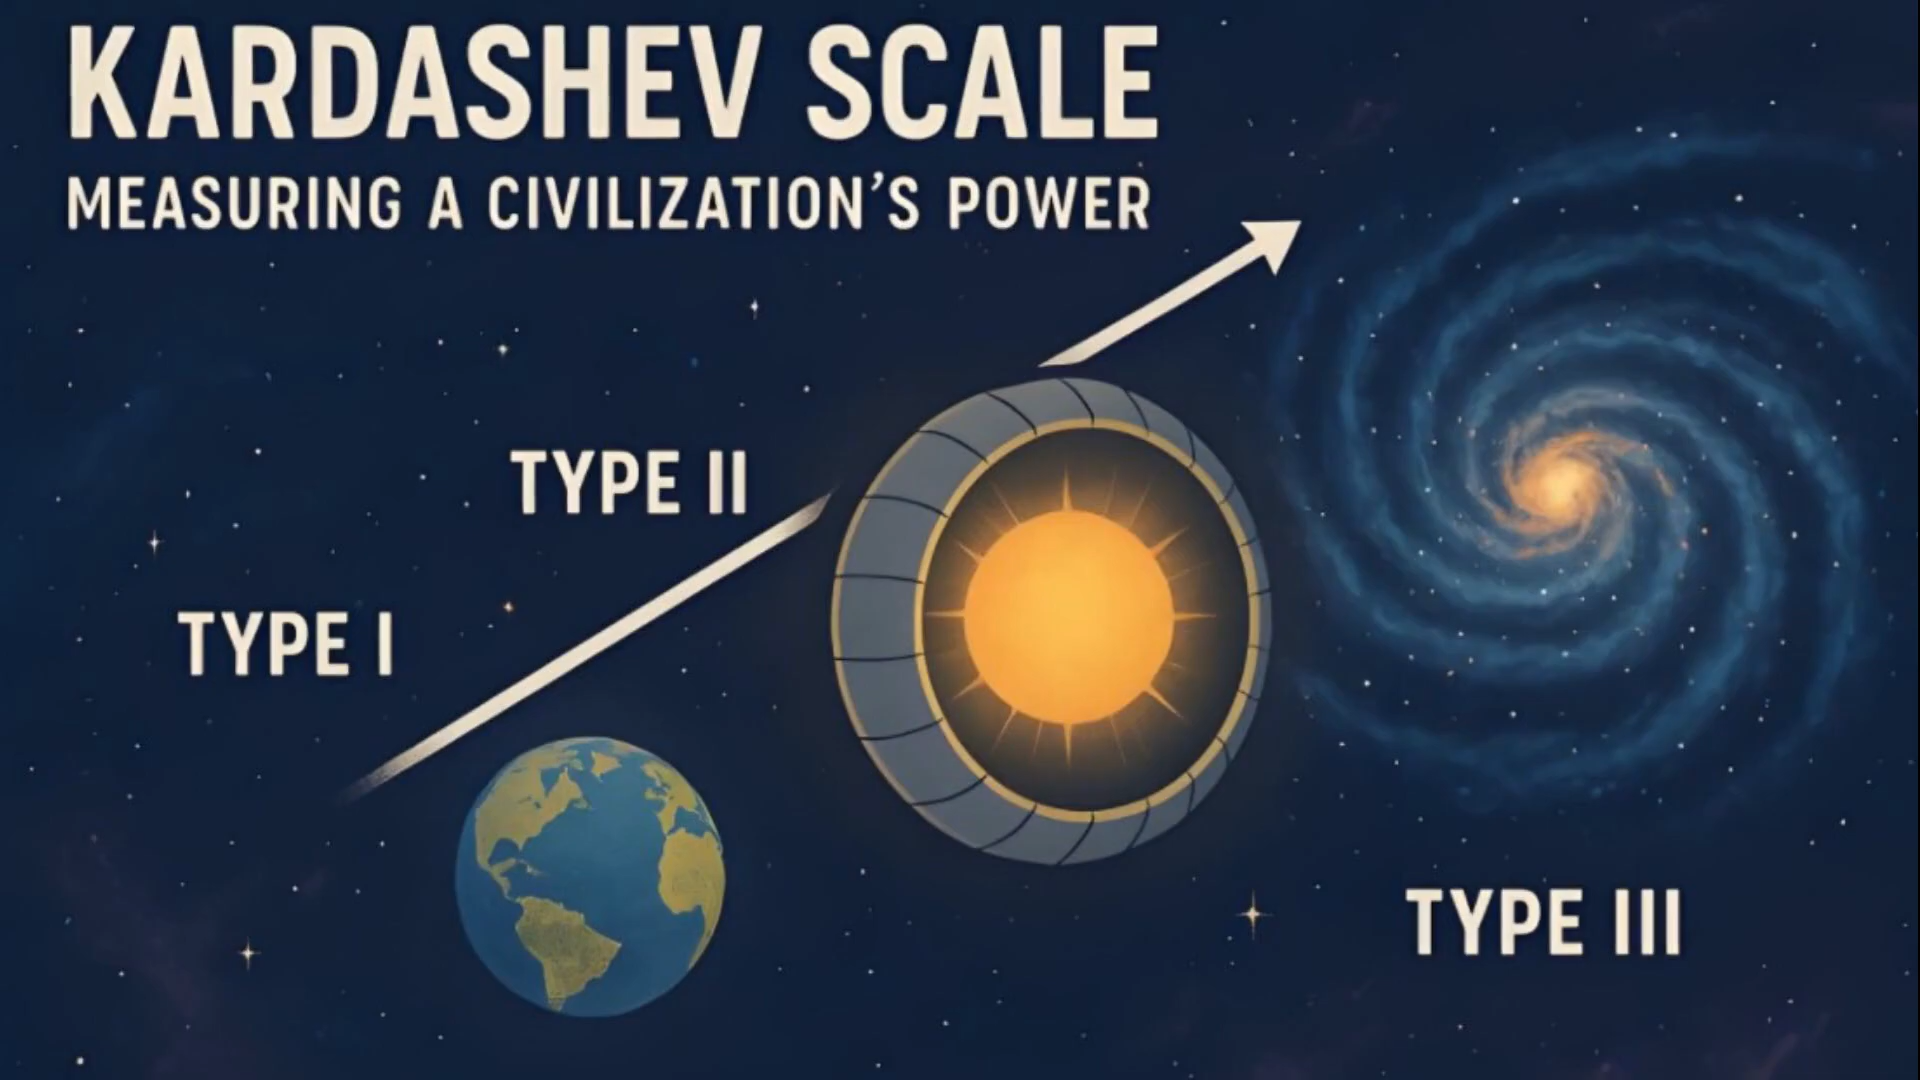 KARDASHEV SCALE
MEASURING A CIVILIZATION'S POWER
TYPE II
TYPE I
TYPE III